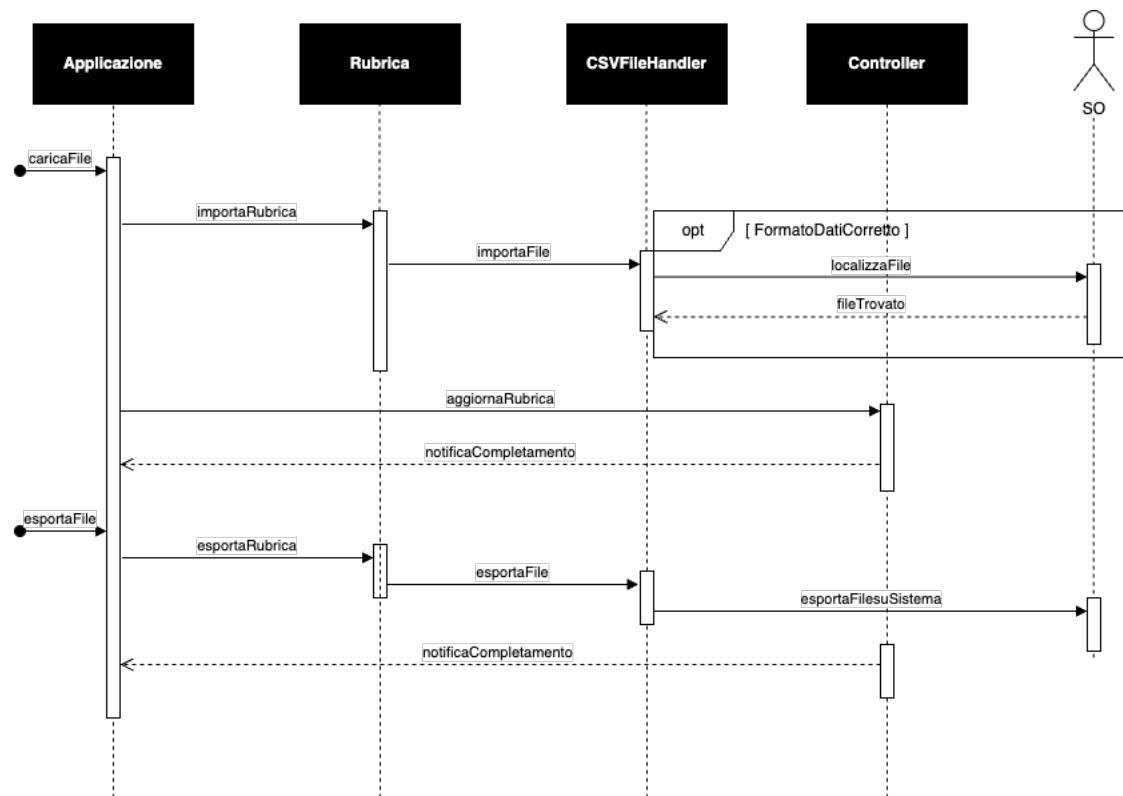 Applicazione
Rubrica
CSVFileHandler
Controller
SO
caricaFile
importaRubrica
opt
[ FormatoDatiCorretto ]
importaFile
localizzaFile
fileTrovato
aggiornaRubrica
notificaCompletamento
esportaFile
esportaRubrica
esportaFile
esportaFilesuSistema
notificaCompletamento